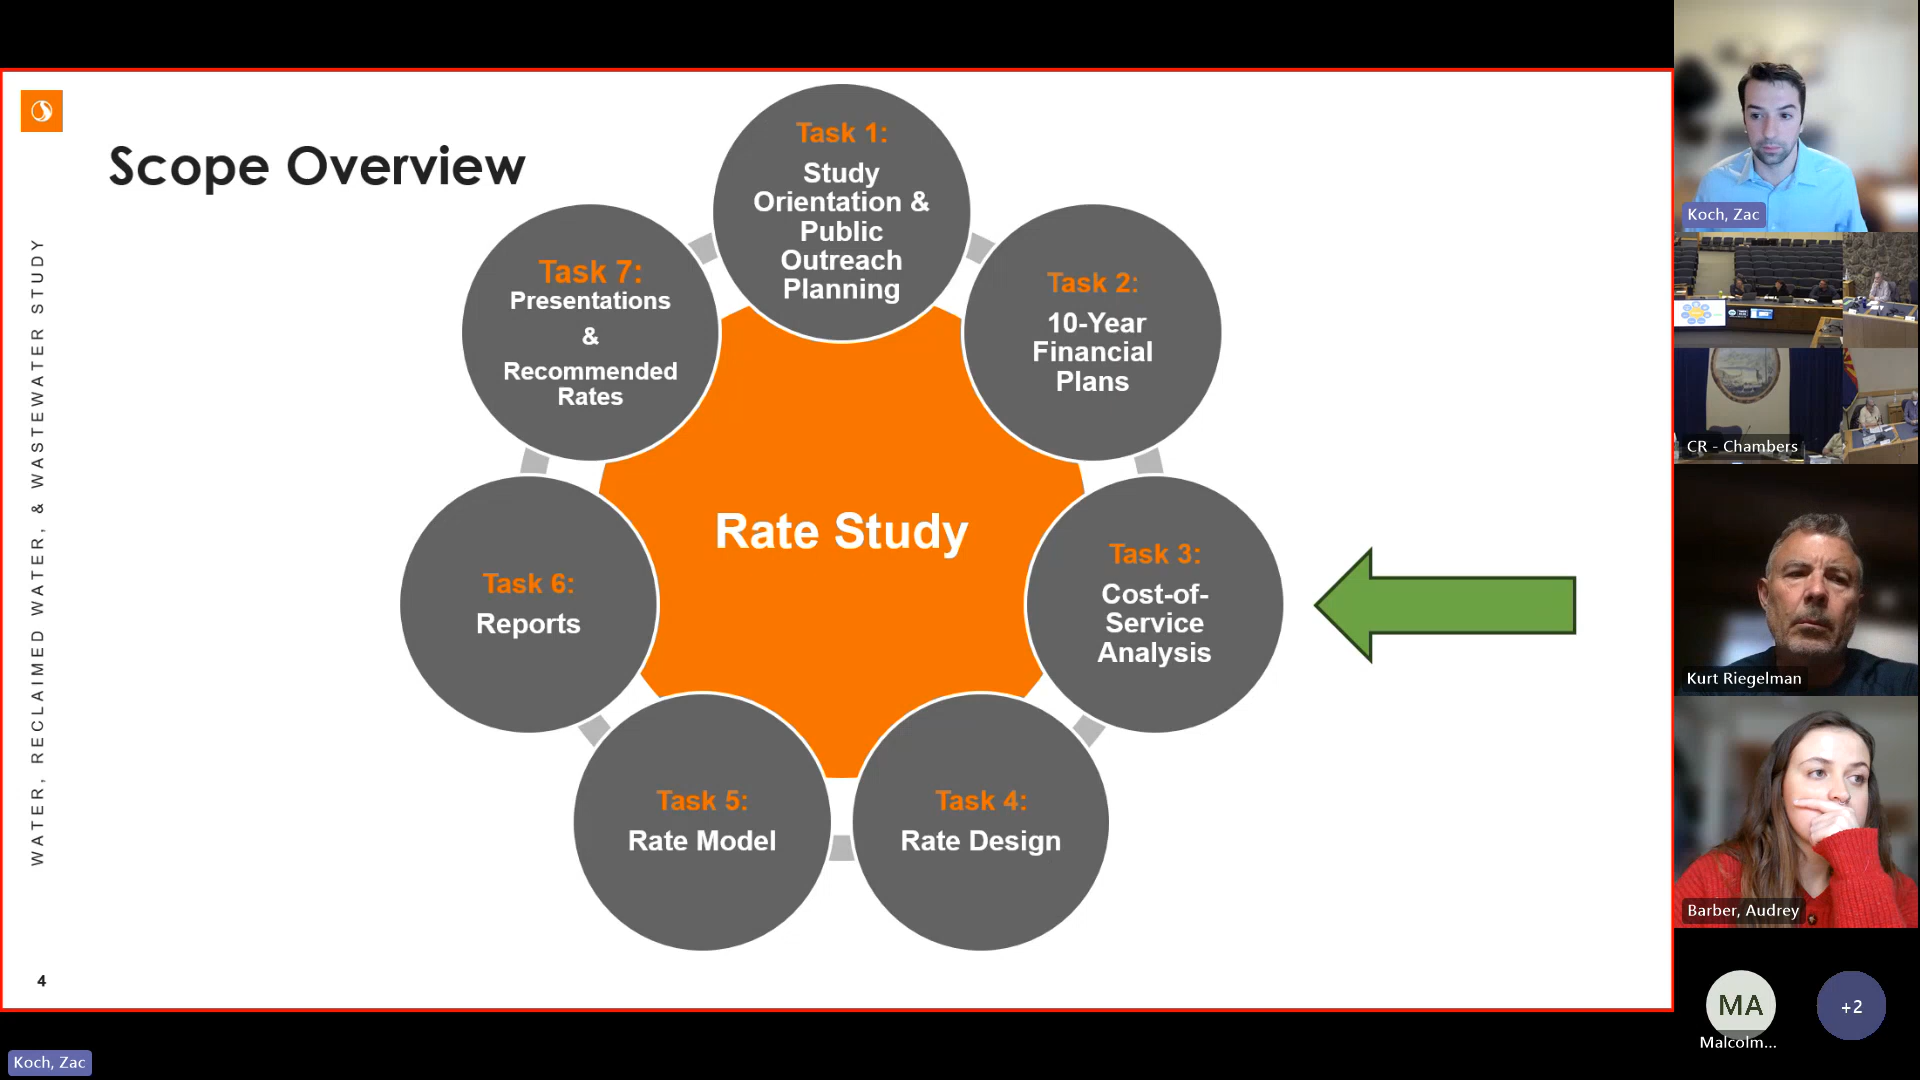 Scope Overview
WATER, RECLAIMED WATER, & WASTEWATER STUDY
Task 1:
Study
Orientation &
Public
Outreach
Planning
Task 2:
10-Year
Financial
Plans
Task 3:
Cost-of-
Service
Analysis
Task 4:
Rate Design
Task 5:
Rate Model
Task 6:
Reports
Task 7:
Presentations
&
Recommended
Rates
Rate Study
4
Koch, Zac
Koch, Zac
CR - Chambers
Kurt Riegelman
Barber, Audrey
MA
Malcolm...
+2